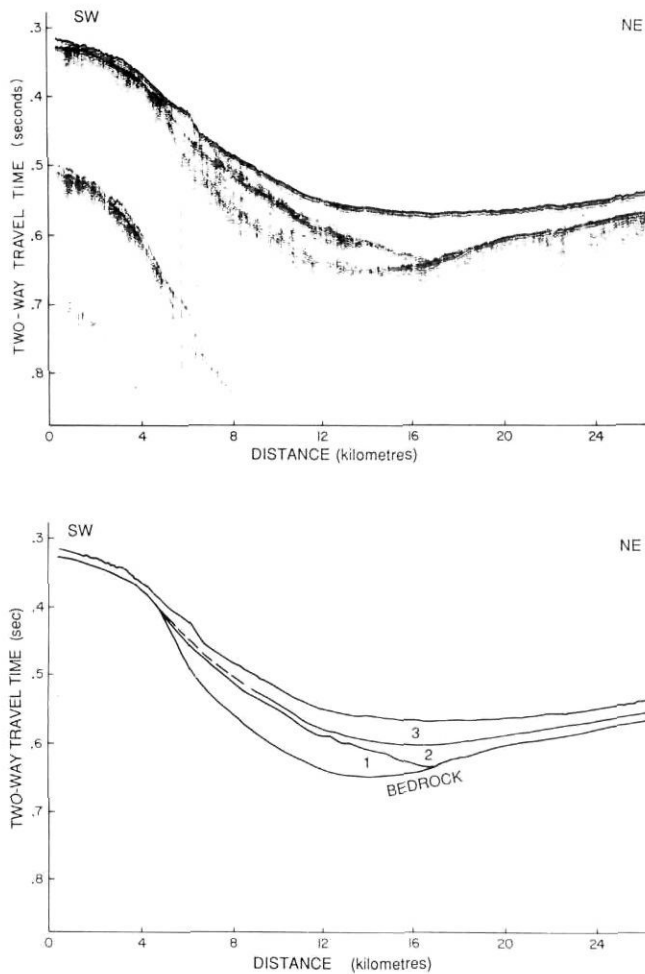 SW
NE
.3
.4
.5
.6
.7
.8
TWO-WAY TRAVEL TIME (seconds)
0 4 8 12 16 20 24
DISTANCE (kilometres)
SW
NE
.3
.4
.5
.6
.7
.8
TWO-WAY TRAVEL TIME (sec)
3
1 2
BEDROCK
0 4 8 12 16 20 24
DISTANCE (kilometres)